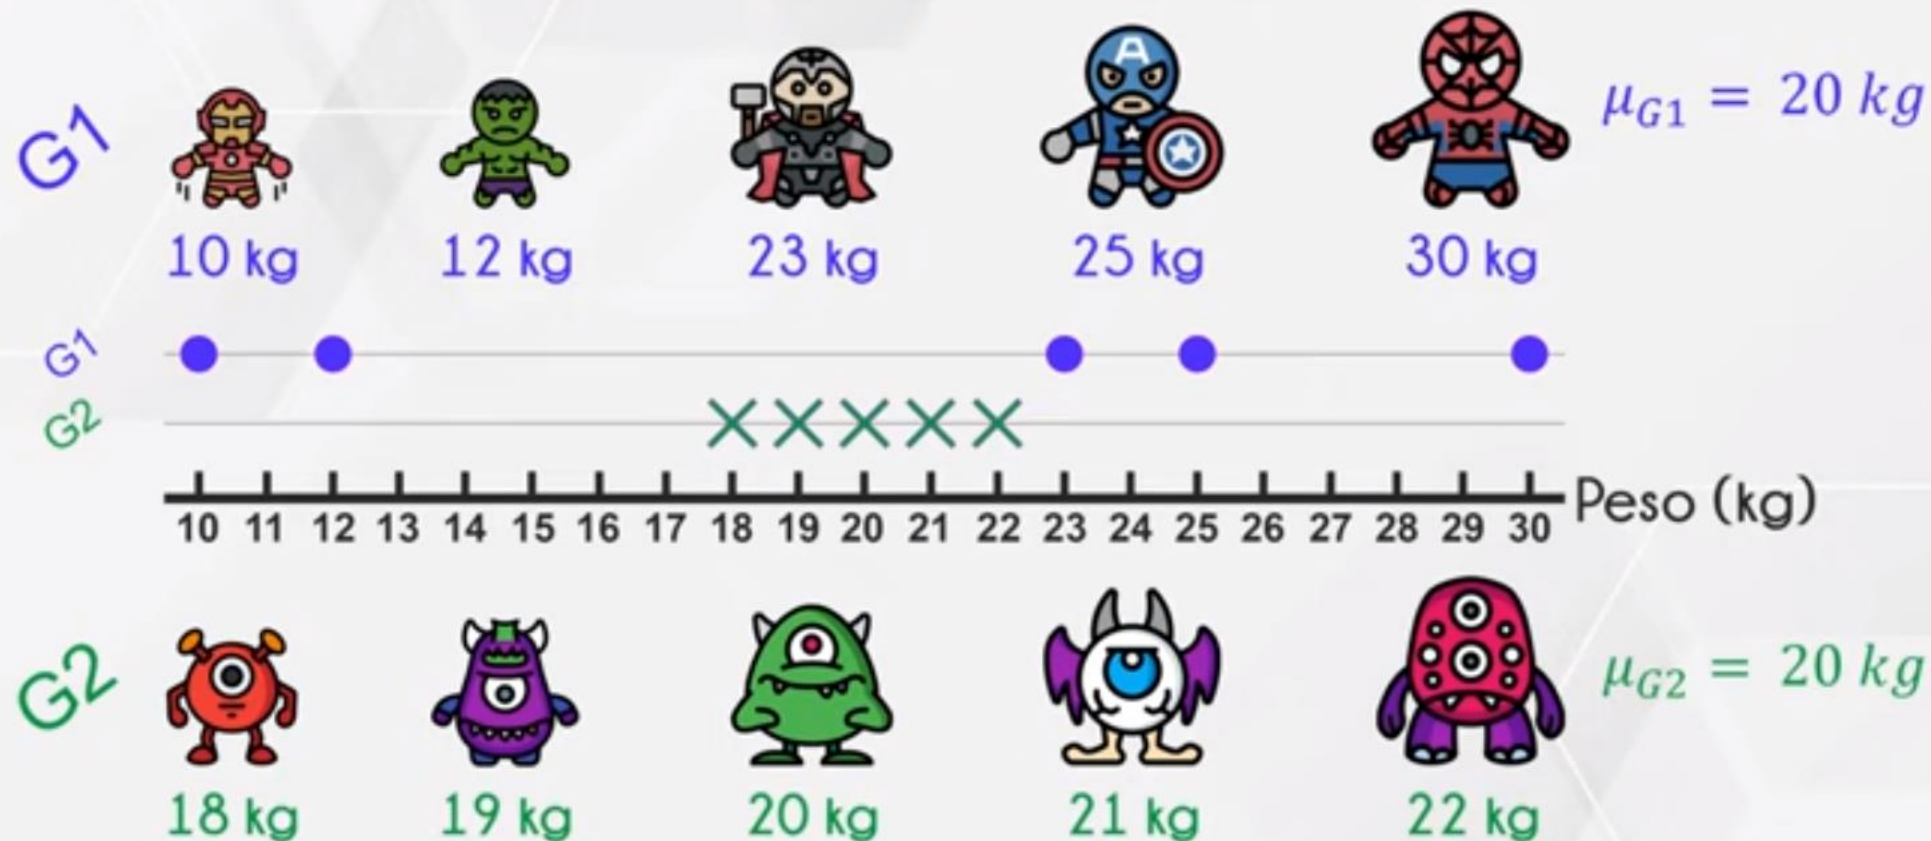 G1
A
μG1 = 20 kg
10 kg 12 kg 23 kg 25 kg 30 kg
G1
G2
Peso (kg)
10 11 12 13 14 15 16 17 18 19 20 21 22 23 24 25 26 27 28 29 30
G2
μG2 = 20 kg
18 kg 19 kg 20 kg 21 kg 22 kg